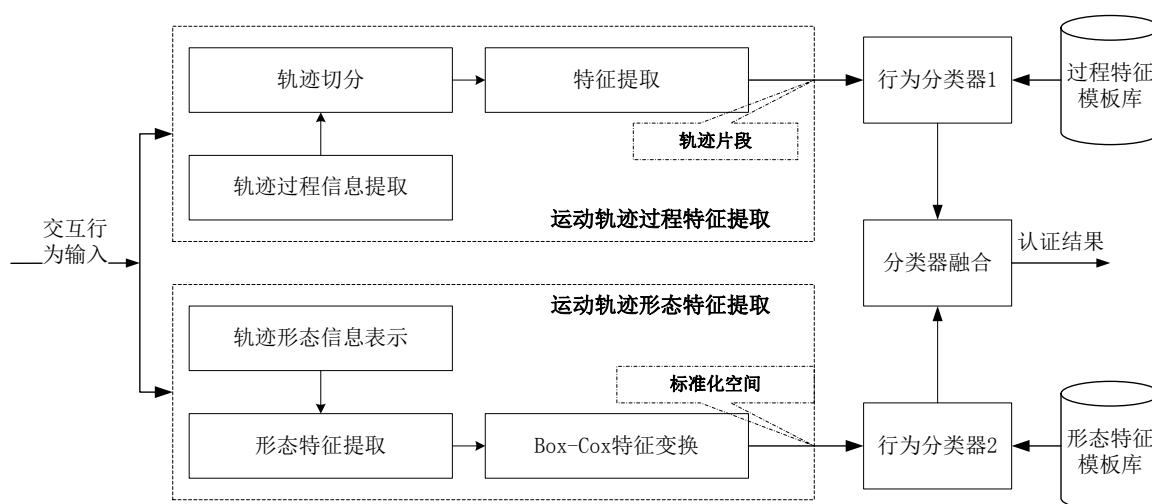 轨迹切分
特征提取
行为分类器1
过程特征
模板库
轨迹片段
轨迹过程信息提取
运动轨迹过程特征提取
交互行
为输入
分类器融合
认证结果
运动轨迹形态特征提取
轨迹形态信息表示
标准化空间
形态特征提取
Box-Cox特征变换
行为分类器2
形态特征
模板库